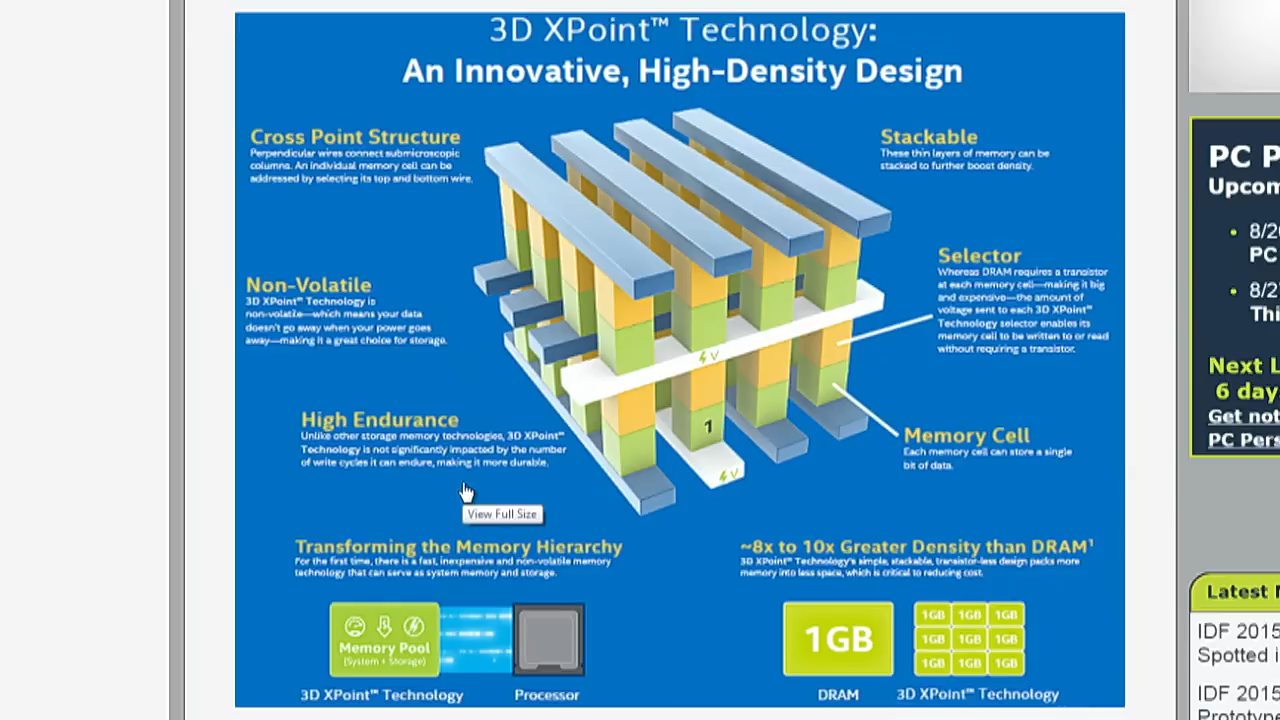 3D XPoint™ Technology:
An Innovative, High-Density Design
Cross Point Structure
Perpendicular wires connect submicroscopic
columns. An individual memory cell can be
addressed by selecting its top and bottom wire.
Stackable
These thin layers of memory can be
stacked to further boost density.
Non-Volatile
3D XPoint™ Technology is
non-volatile—which means your data
doesn't go away when your power goes
away—making it a great choice for storage.
Selector
Whereas DRAM requires a transistor
at each memory cell—making it big
and expensive—the amount of
voltage sent to each 3D XPoint™
Technology selector enables its
memory cell to be written to or read
without requiring a transistor.
V
1
V
High Endurance
Unlike other storage memory technologies, 3D XPoint™
Technology is not significantly impacted by the number
of write cycles it can endure, making it more durable.
Memory Cell
Each memory cell can store a single
bit of data.
View Full Size
Transforming the Memory Hierarchy
For the first time, there is a fast, inexpensive and non-volatile memory
technology that can serve as system memory and storage.
~8x to 10x Greater Density than DRAM¹
3D XPoint™ Technology's simple, stackable, transistor-less design packs more
memory into less space, which is critical to reducing cost.
Memory Pool
(System + Storage)
3D XPoint™ Technology
Processor
1GB
DRAM
1GB 1GB 1GB
1GB 1GB 1GB
1GB 1GB 1GB
3D XPoint™ Technology
PC P
Upcom
8/2
PC
8/2
Thi
Next L
6 day
Get not
PC Pers
Latest
IDF 2015
Spotted i
IDF 2015
Prototype